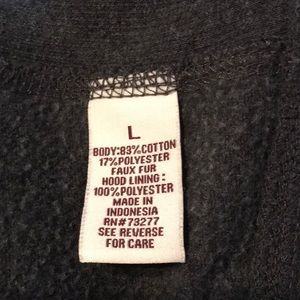 L
BODY:83%COTTON
17%POLYESTER
FAUX FUR
HOOD LINING :
100%POLYESTER
MADE IN
INDONESIA
RN#73277
SEE REVERSE
FOR CARE